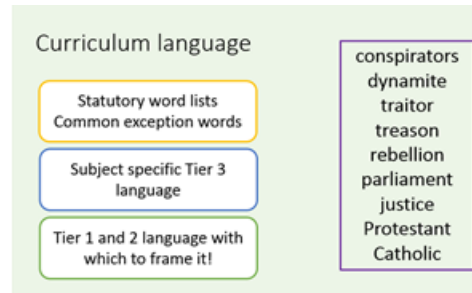 Curriculum language
Statutory word lists
Common exception words
Subject specific Tier 3
language
Tier 1 and 2 language with
which to frame it!
conspirators
dynamite
traitor
treason
rebellion
parliament
justice
Protestant
Catholic